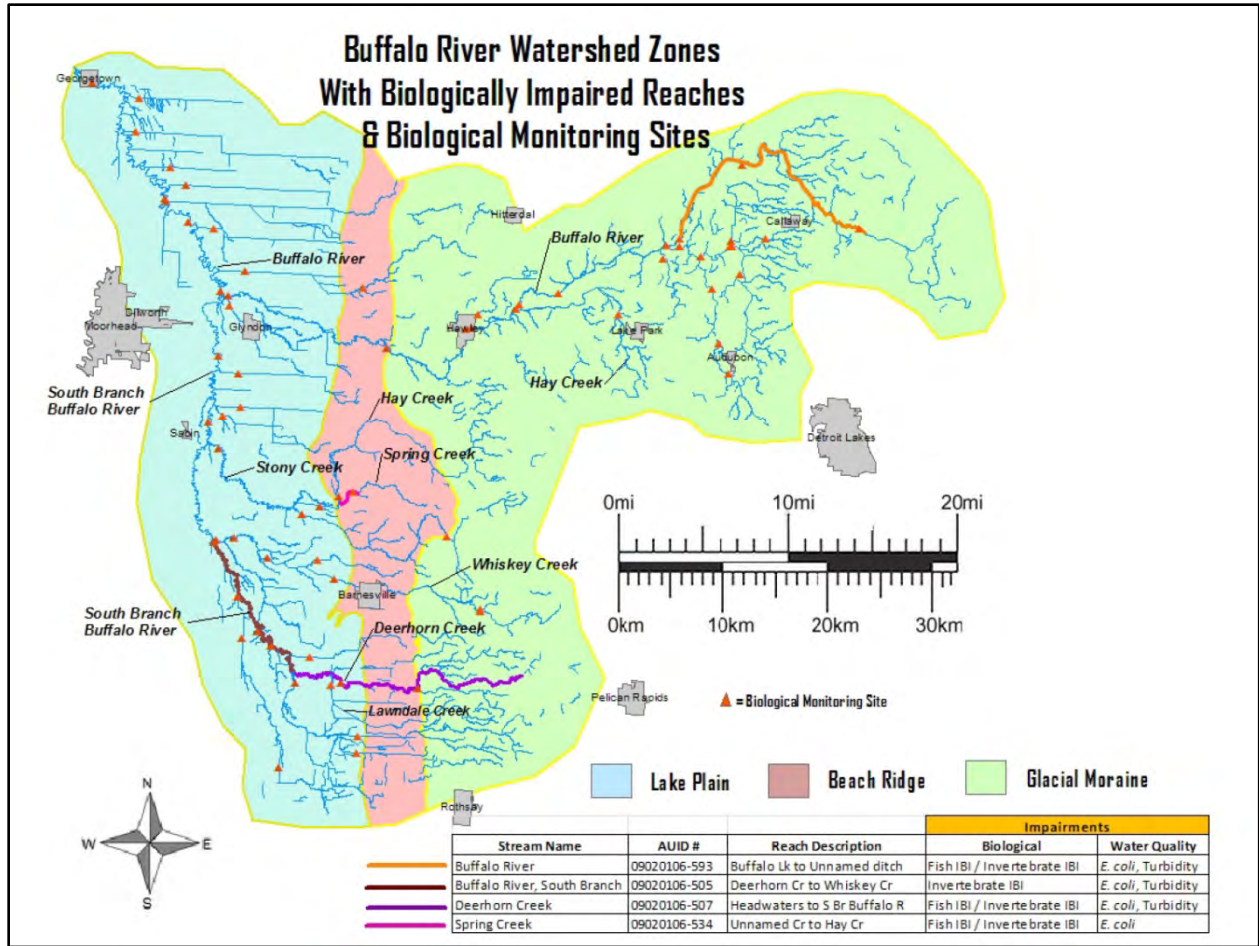 Buffalo River Watershed Zones
With Biologically Impaired Reaches
& Biological Monitoring Sites
Georgetown
Hitterdal
Callaway
Buffalo River
Buffalo River
Dilworth
Moorhead
Glyndon
Hawley
Lake Park
Audubon
South Branch
Buffalo River
Hay Creek
Hay Creek
Detroit Lakes
Sabin
Spring Creek
Stony Creek
0mi 10mi 20mi
Whiskey Creek
Barnesville
0km 10km 20km 30km
South Branch
Buffalo River
Deerhorn Creek
Pelican Rapids
▲ = Biological Monitoring Site
Lawndale Creek
Lake Plain Beach Ridge Glacial Moraine
Rothsay
N
W E
S
Impairments
Stream Name AUID # Reach Description Biological Water Quality
Buffalo River 09020106-593 Buffalo Lk to Unnamed ditch Fish IBI / Invertebrate IBI E. coli, Turbidity
Buffalo River, South Branch 09020106-505 Deerhorn Cr to Whiskey Cr Invertebrate IBI E. coli, Turbidity
Deerhorn Creek 09020106-507 Headwaters to S Br Buffalo R Fish IBI / Invertebrate IBI E. coli, Turbidity
Spring Creek 09020106-534 Unnamed Cr to Hay Cr Fish IBI / Invertebrate IBI E. coli